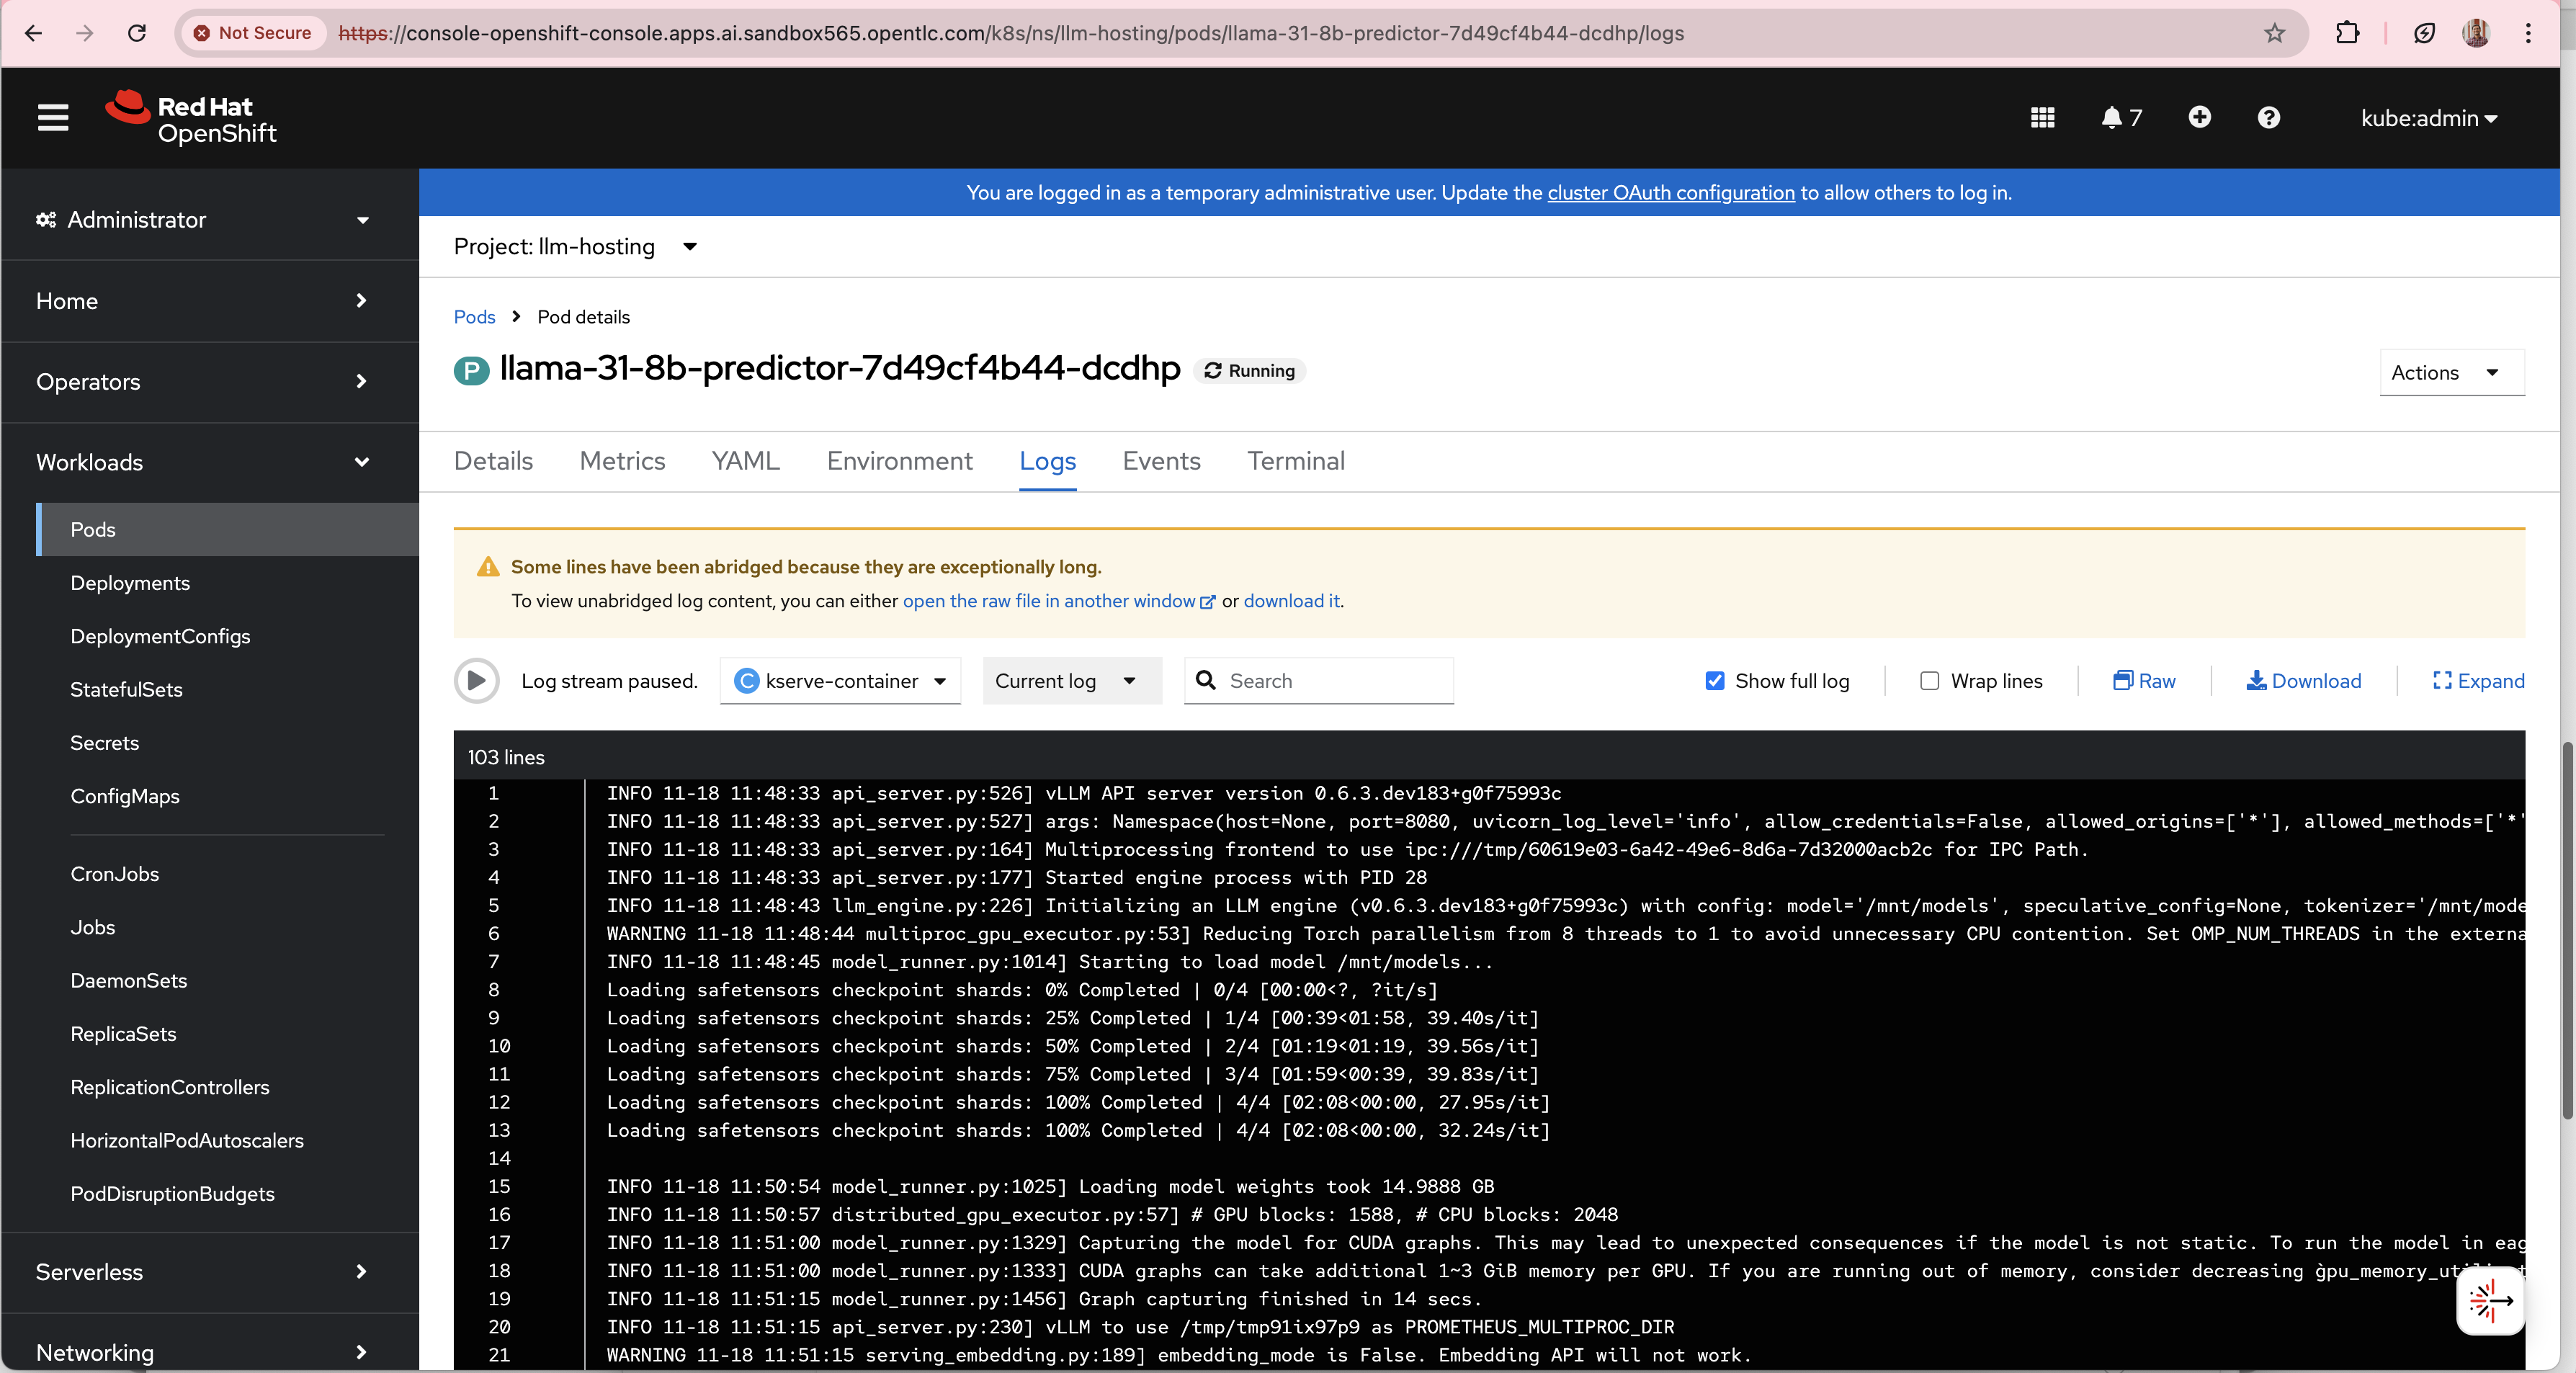 Not Secure https://console-openshift-console.apps.ai.sandbox565.opentlc.com/k8s/ns/llm-hosting/pods/llama-31-8b-predictor-7d49cf4b44-dcdhp/logs
Red Hat
OpenShift
7
kube:admin
You are logged in as a temporary administrative user. Update the cluster OAuth configuration to allow others to log in.
Administrator
Home
Operators
Workloads
Pods
Deployments
DeploymentConfigs
StatefulSets
Secrets
ConfigMaps
CronJobs
Jobs
DaemonSets
ReplicaSets
ReplicationControllers
HorizontalPodAutoscalers
PodDisruptionBudgets
Serverless
Networking
Project: llm-hosting
Pods > Pod details
P llama-31-8b-predictor-7d49cf4b44-dcdhp Running
Actions
Details Metrics YAML Environment Logs Events Terminal
Some lines have been abridged because they are exceptionally long.
To view unabridged log content, you can either open the raw file in another window or download it.
Log stream paused. C kserve-container Current log Search Show full log Wrap lines Raw Download Expand
103 lines
1 INFO 11-18 11:48:33 api_server.py:526] vLLM API server version 0.6.3.dev183+g0f75993c
2 INFO 11-18 11:48:33 api_server.py:527] args: Namespace(host=None, port=8080, uvicorn_log_level='info', allow_credentials=False, allowed_origins=['*'], allowed_methods=['*'
3 INFO 11-18 11:48:33 api_server.py:164] Multiprocessing frontend to use ipc:///tmp/60619e03-6a42-49e6-8d6a-7d32000acb2c for IPC Path.
4 INFO 11-18 11:48:33 api_server.py:177] Started engine process with PID 28
5 INFO 11-18 11:48:43 llm_engine.py:226] Initializing an LLM engine (v0.6.3.dev183+g0f75993c) with config: model='/mnt/models', speculative_config=None, tokenizer='/mnt/mode
6 WARNING 11-18 11:48:44 multiproc_gpu_executor.py:53] Reducing Torch parallelism from 8 threads to 1 to avoid unnecessary CPU contention. Set OMP_NUM_THREADS in the externa
7 INFO 11-18 11:48:45 model_runner.py:1014] Starting to load model /mnt/models...
8 Loading safetensors checkpoint shards: 0% Completed | 0/4 [00:00<?, ?it/s]
9 Loading safetensors checkpoint shards: 25% Completed | 1/4 [00:39<01:58, 39.40s/it]
10 Loading safetensors checkpoint shards: 50% Completed | 2/4 [01:19<01:19, 39.56s/it]
11 Loading safetensors checkpoint shards: 75% Completed | 3/4 [01:59<00:39, 39.83s/it]
12 Loading safetensors checkpoint shards: 100% Completed | 4/4 [02:08<00:00, 27.95s/it]
13 Loading safetensors checkpoint shards: 100% Completed | 4/4 [02:08<00:00, 32.24s/it]
14
15 INFO 11-18 11:50:54 model_runner.py:1025] Loading model weights took 14.9888 GB
16 INFO 11-18 11:50:57 distributed_gpu_executor.py:57] # GPU blocks: 1588, # CPU blocks: 2048
17 INFO 11-18 11:51:00 model_runner.py:1329] Capturing the model for CUDA graphs. This may lead to unexpected consequences if the model is not static. To run the model in eag
18 INFO 11-18 11:51:00 model_runner.py:1333] CUDA graphs can take additional 1~3 GiB memory per GPU. If you are running out of memory, consider decreasing
19 INFO 11-18 11:51:15 model_runner.py:1456] Graph capturing finished in 14 secs.
20 INFO 11-18 11:51:15 api_server.py:230] vLLM to use /tmp/tmp91ix97p9 as PROMETHEUS_MULTIPROC_DIR
21 WARNING 11-18 11:51:15 serving_embedding.py:189] embedding_mode is False. Embedding API will not work.